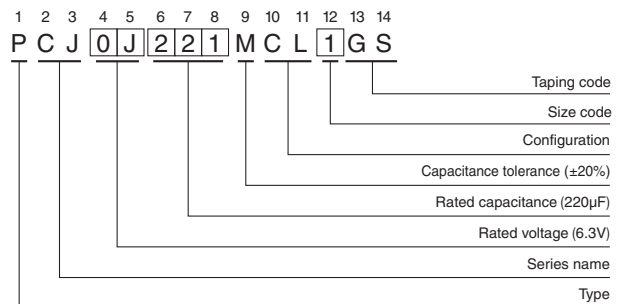 1 2 3 4 5 6 7 8 9 10 11 12 13 14
P C J 0 J 2 2 1 M C L 1 G S
Taping code
Size code
Configuration
Capacitance tolerance (±20%)
Rated capacitance (220µF)
Rated voltage (6.3V)
Series name
Type